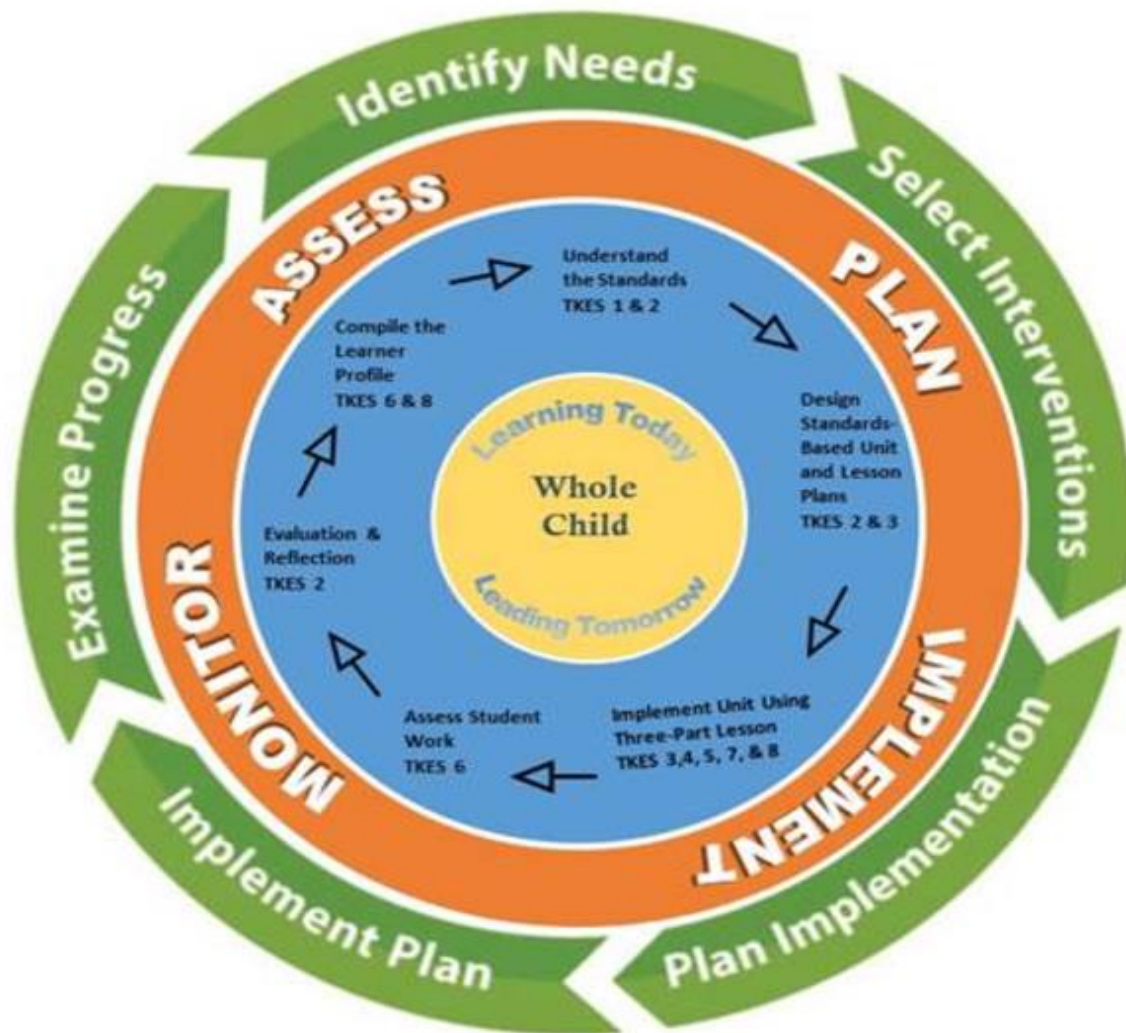 Identify Needs
Select Interventions
Plan Implementation
Implement Plan
Examine Progress
ASSESS
PLAN
IMPLEMENT
MONITOR
Understand
the Standards
TKES 1 & 2
Design
Standards-
Based Unit
and Lesson
Plans
TKES 2 & 3
Implement Unit Using
Three-Part Lesson
TKES 3,4, 5, 7, & 8
Assess Student
Work
TKES 6
Evaluation &
Reflection
TKES 2
Compile the
Learner
Profile
TKES 6 & 8
Learning Today
Whole
Child
Leading Tomorrow